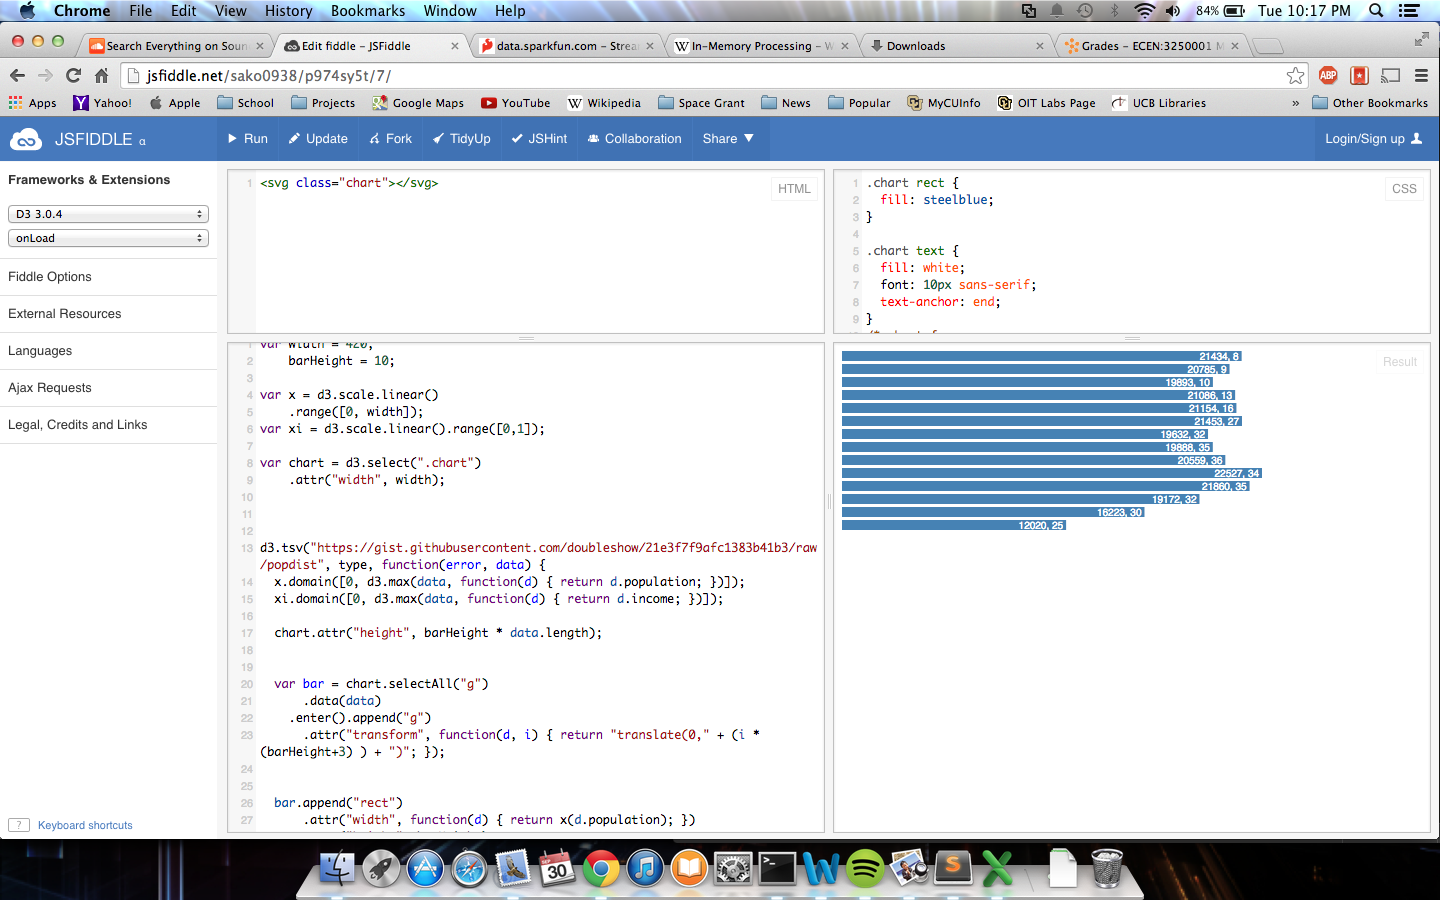 Chrome File Edit View History Bookmarks Window Help 84% Tue 10:17 PM
Search Everything on Soun Edit fiddle – JSFiddle data.sparkfun.com – Strea In-Memory Processing – W Downloads Grades – ECEN:3250001 M
jsfiddle.net/sako0938/p974sy5t/7/ ABP
Apps Yahoo! Apple School Projects Google Maps YouTube Wikipedia Space Grant News Popular MyCUInfo OIT Labs Page UCB Libraries » Other Bookmarks
JSFIDDLE α Run Update Fork TidyUp JSHint Collaboration Share Login/Sign up
Frameworks & Extensions
D3 3.0.4
onLoad
Fiddle Options
External Resources
Languages
Ajax Requests
Legal, Credits and Links
? Keyboard shortcuts
1 <svg class="chart"></svg>
HTML
1 .chart rect {
2 fill: steelblue;
3 }
4
5 .chart text {
6 fill: white;
7 font: 10px sans-serif;
8 text-anchor: end;
9 }
CSS
1 var width = 420,
2 barHeight = 10;
3
4 var x = d3.scale.linear()
5 .range([0, width]);
6 var xi = d3.scale.linear().range([0,1]);
7
8 var chart = d3.select(".chart")
9 .attr("width", width);
10
11
12
13 d3.tsv("https://gist.githubusercontent.com/doubleshow/21e3f7f9afc1383b41b3/raw
/popdist", type, function(error, data) {
14 x.domain([0, d3.max(data, function(d) { return d.population; })]);
15 xi.domain([0, d3.max(data, function(d) { return d.income; })]);
16
17 chart.attr("height", barHeight * data.length);
18
19
20 var bar = chart.selectAll("g")
21 .data(data)
22 .enter().append("g")
23 .attr("transform", function(d, i) { return "translate(0," + (i *
(barHeight+3) ) + ")"; });
24
25
26 bar.append("rect")
27 .attr("width", function(d) { return x(d.population); })
Result
21434, 8
20785, 9
19893, 10
21086, 13
21154, 16
21453, 27
19632, 32
19888, 35
20559, 36
22527, 34
21860, 35
19172, 32
16223, 30
12020, 25
SEP
30